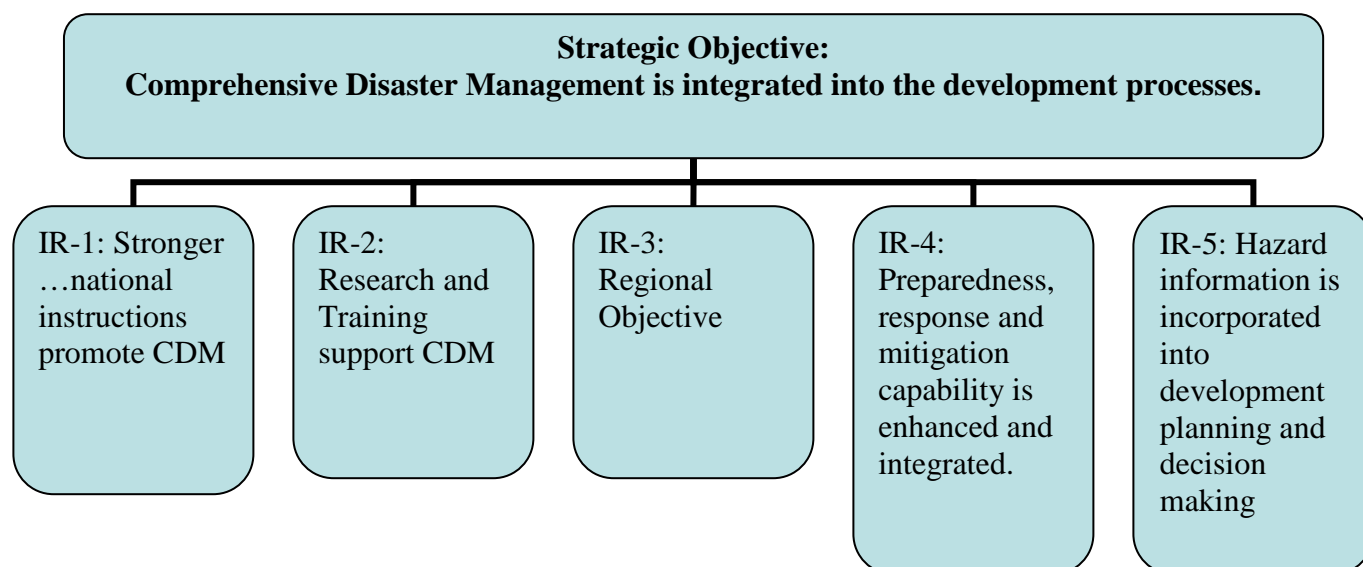 Strategic Objective:
Comprehensive Disaster Management is integrated into the development processes.
IR-1: Stronger
…national
instructions
promote CDM
IR-2:
Research and
Training
support CDM
IR-3:
Regional
Objective
IR-4:
Preparedness,
response and
mitigation
capability is
enhanced and
integrated.
IR-5: Hazard
information is
incorporated
into
development
planning and
decision
making